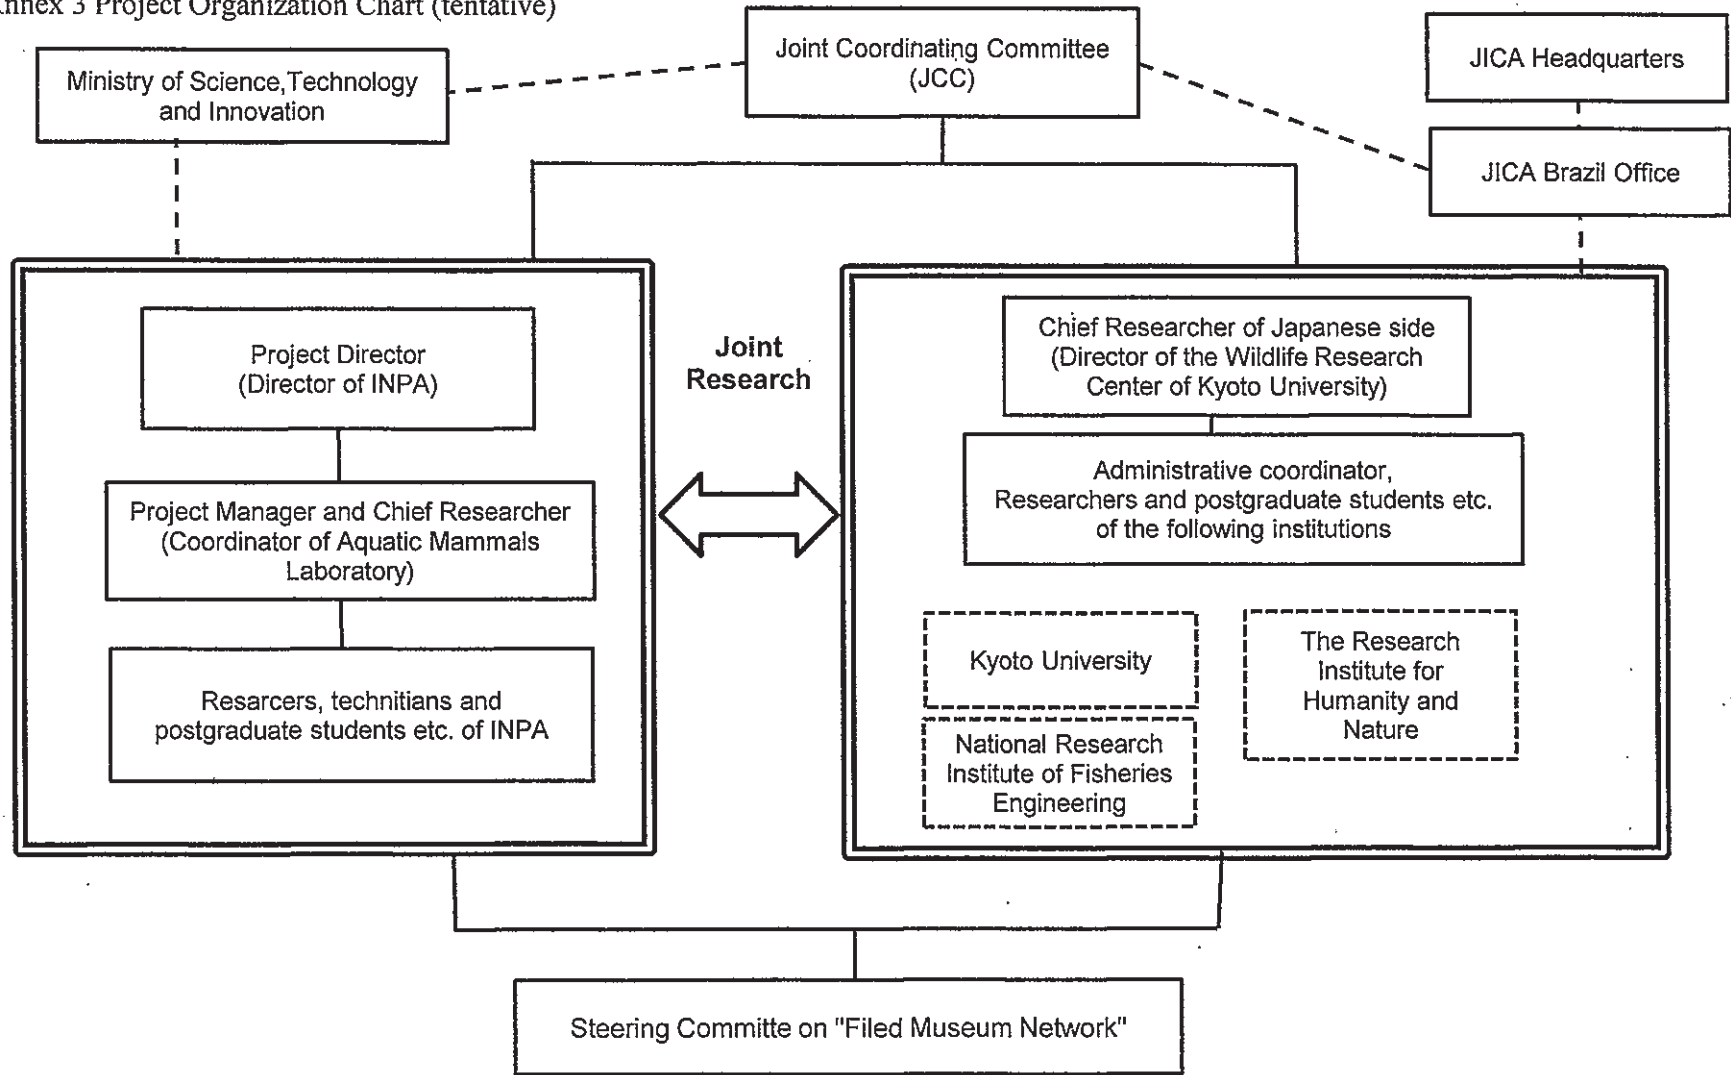 Annex 3 Project Organization Chart (tentative)
Ministry of Science,Technology
and Innovation
Joint Coordinating Committee
(JCC)
JICA Headquarters
JICA Brazil Office
Project Director
(Director of INPA)
Project Manager and Chief Researcher
(Coordinator of Aquatic Mammals
Laboratory)
Resarcers, technitians and
postgraduate students etc. of INPA
Joint
Research
Chief Researcher of Japanese side
(Director of the Wildlife Research
Center of Kyoto University)
Administrative coordinator,
Researchers and postgraduate students etc.
of the following institutions
Kyoto University
National Research
Institute of Fisheries
Engineering
The Research
Institute for
Humanity and
Nature
Steering Committe on "Filed Museum Network"